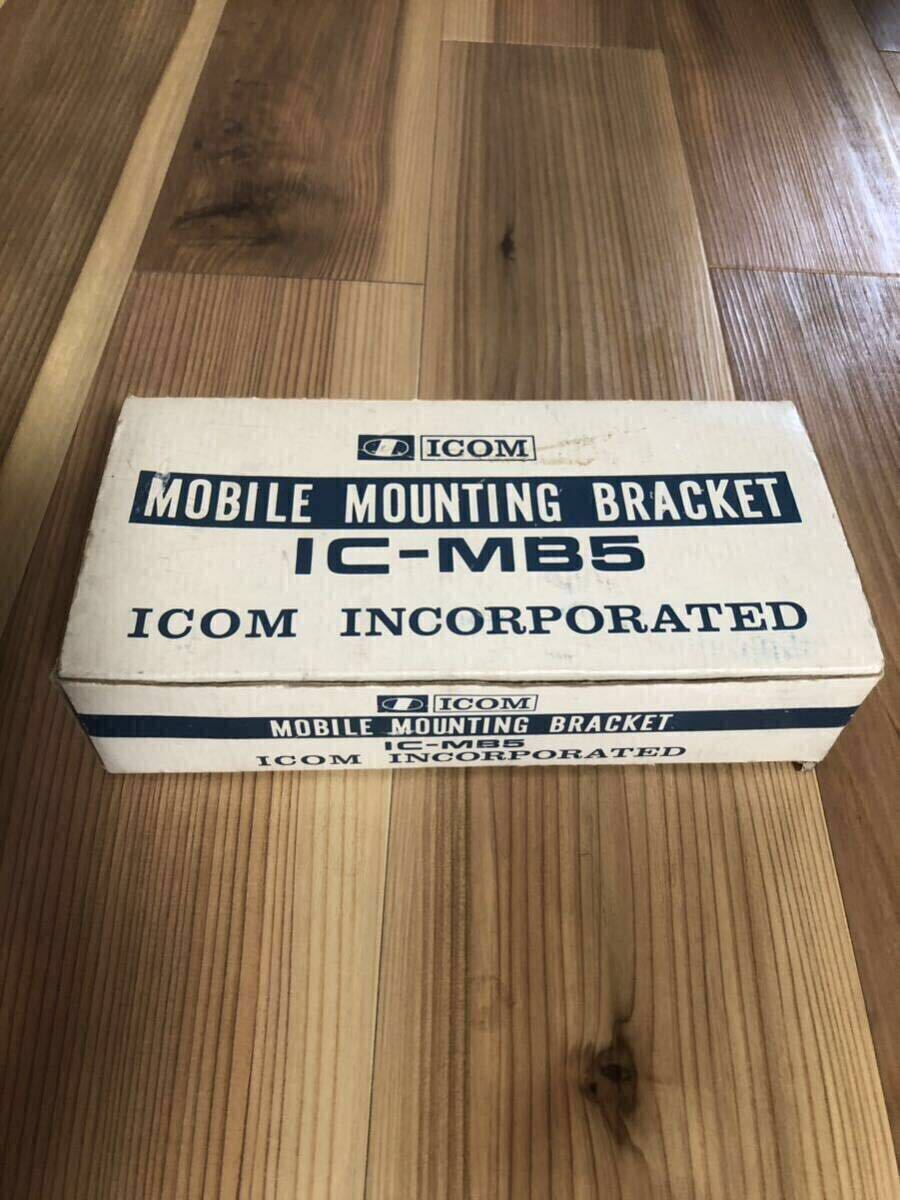 ICOM
MOBILE MOUNTING BRACKET
IC-MB5
ICOM INCORPORATED
ICOM
MOBILE MOUNTING BRACKET
IC-MB5
ICOM INCORPORATED